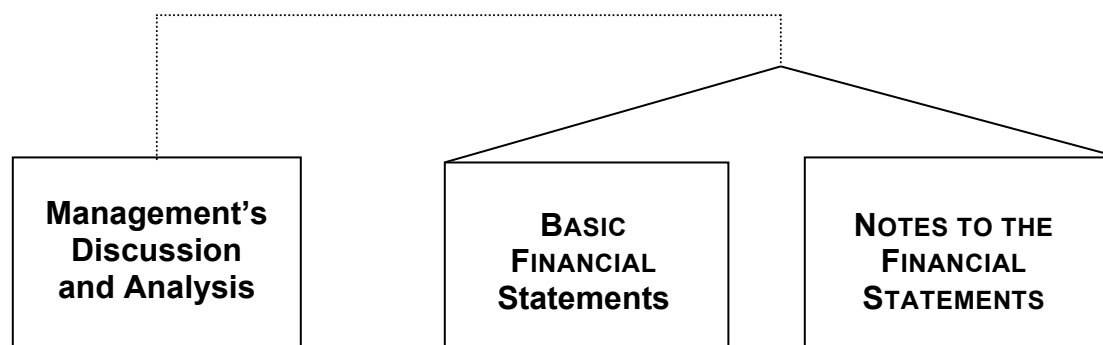 Management’s
Discussion
and Analysis
BASIC
FINANCIAL
Statements
NOTES TO THE
FINANCIAL
STATEMENTS